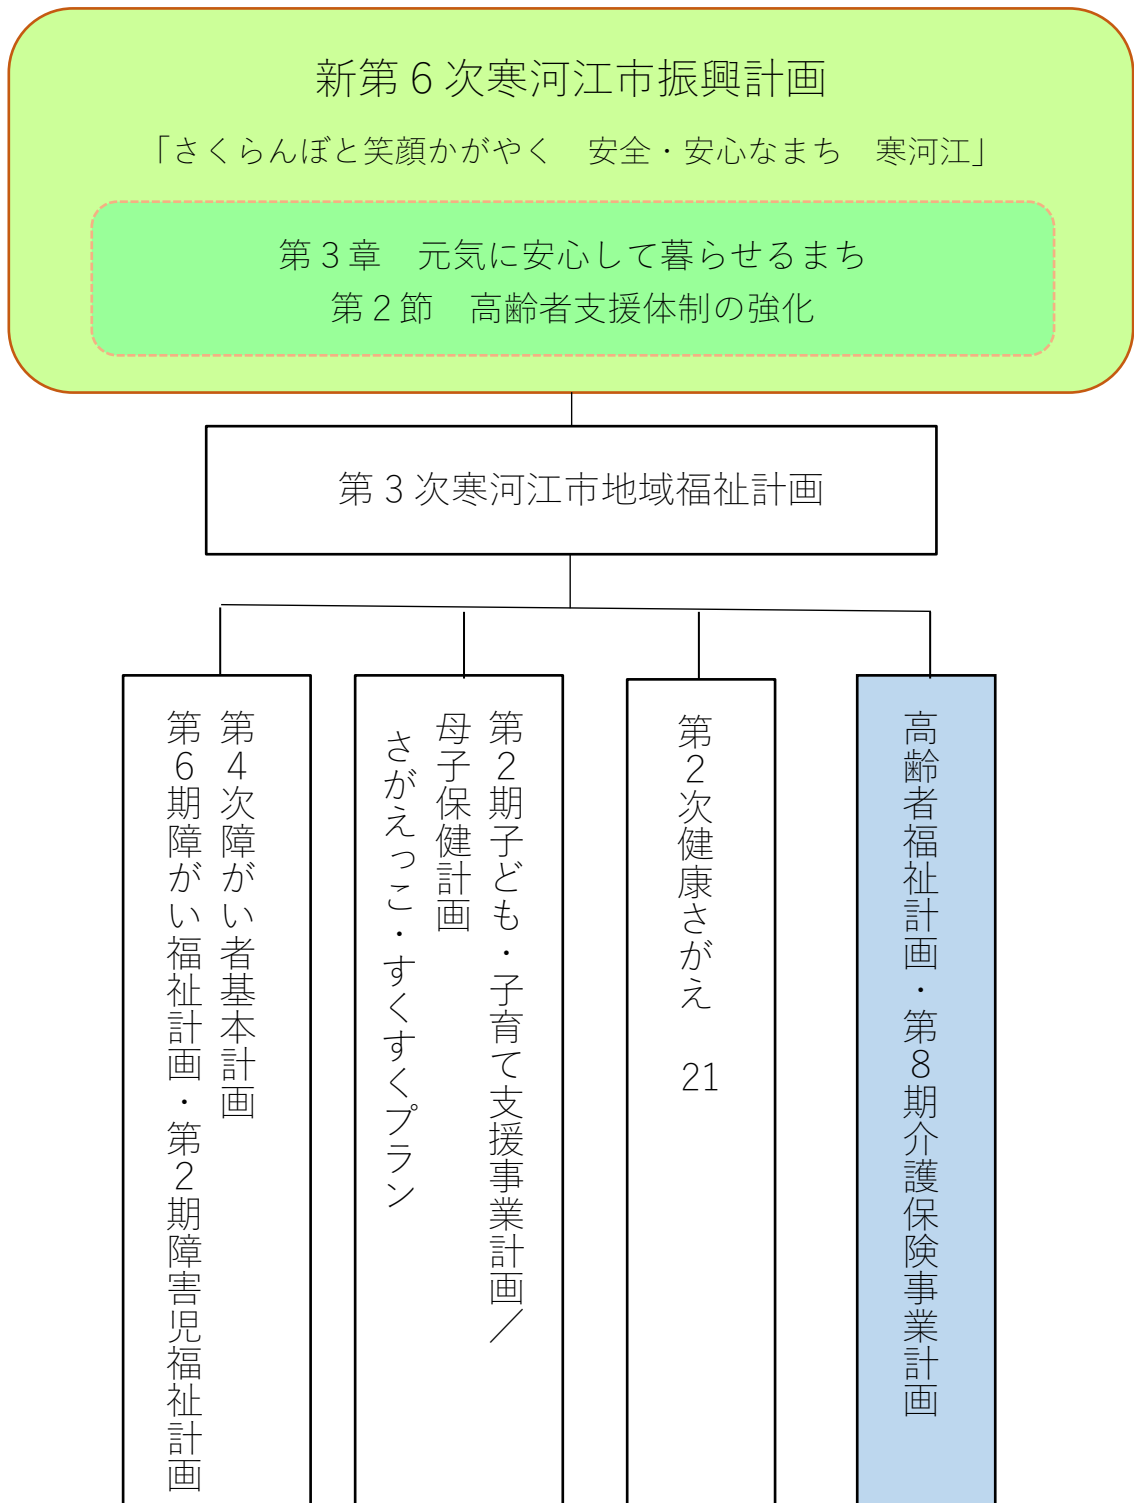 新第６次寒河江市振興計画
「さくらんぼと笑顔かがやく　安全・安心なまち　寒河江」
第３章　元気に安心して暮らせるまち
第２節　高齢者支援体制の強化
第３次寒河江市地域福祉計画
第４次障がい者基本計画
第６期障がい福祉計画・第２期障害児福祉計画
第２期子ども・子育て支援事業計画／
母子保健計画
さがえっこ・すくすくプラン
第２次健康さがえ　21
高齢者福祉計画・第８期介護保険事業計画